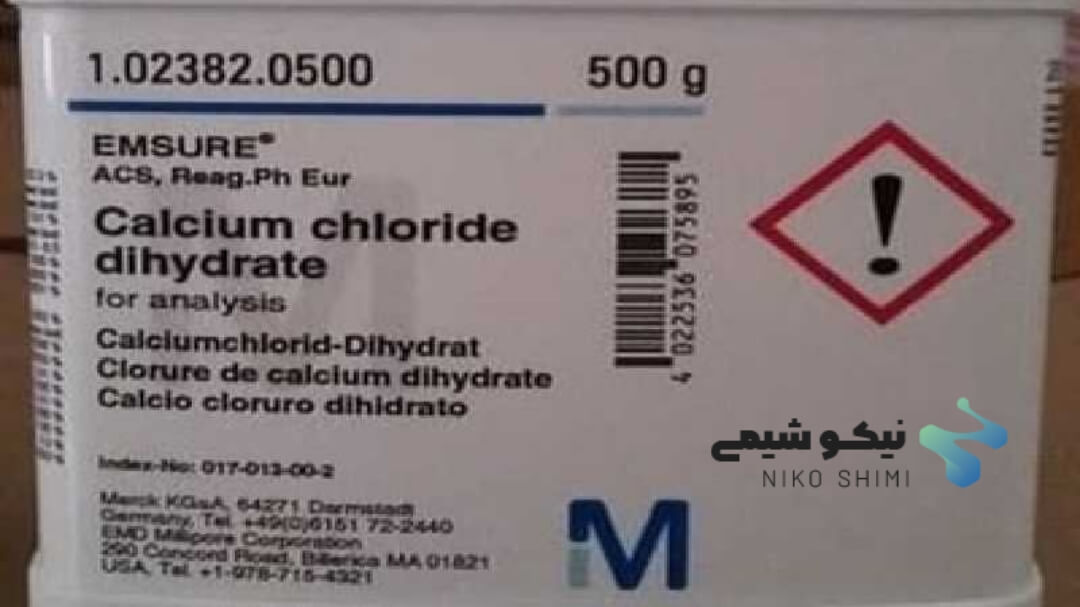 1.02382.0500
500 g
EMSURE®
ACS, Reag.Ph Eur
Calcium chloride
dihydrate
for analysis
Calciumchlorid-Dihydrat
Clorure de calcium dihydrate
Calcio cloruro dihidrato
Index-No: 017-013-00-2
Merck KGaA, 64271 Darmstadt
Germany, Tel. +49(0)6151 72-2440
EMD Millipore Corporation
290 Concord Road, Billerica MA 01821
USA, Tel. +1-978-715-4321
4 022536 075895
M
نیکو شیمی
NIKO SHIMI